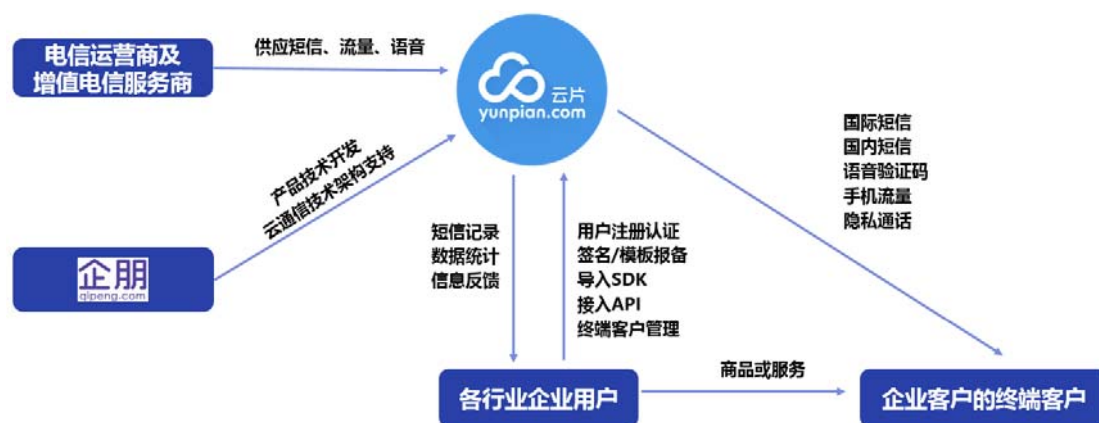 电信运营商及
增值电信服务商
供应短信、流量、语音
云片
yunpian.com
产品技术开发
云通信技术架构支持
企朋
qipeng.com
国际短信
国内短信
语音验证码
手机流量
隐私通话
短信记录
数据统计
信息反馈
用户注册认证
签名/模板报备
导入SDK
接入API
终端客户管理
各行业企业用户
商品或服务
企业客户的终端客户